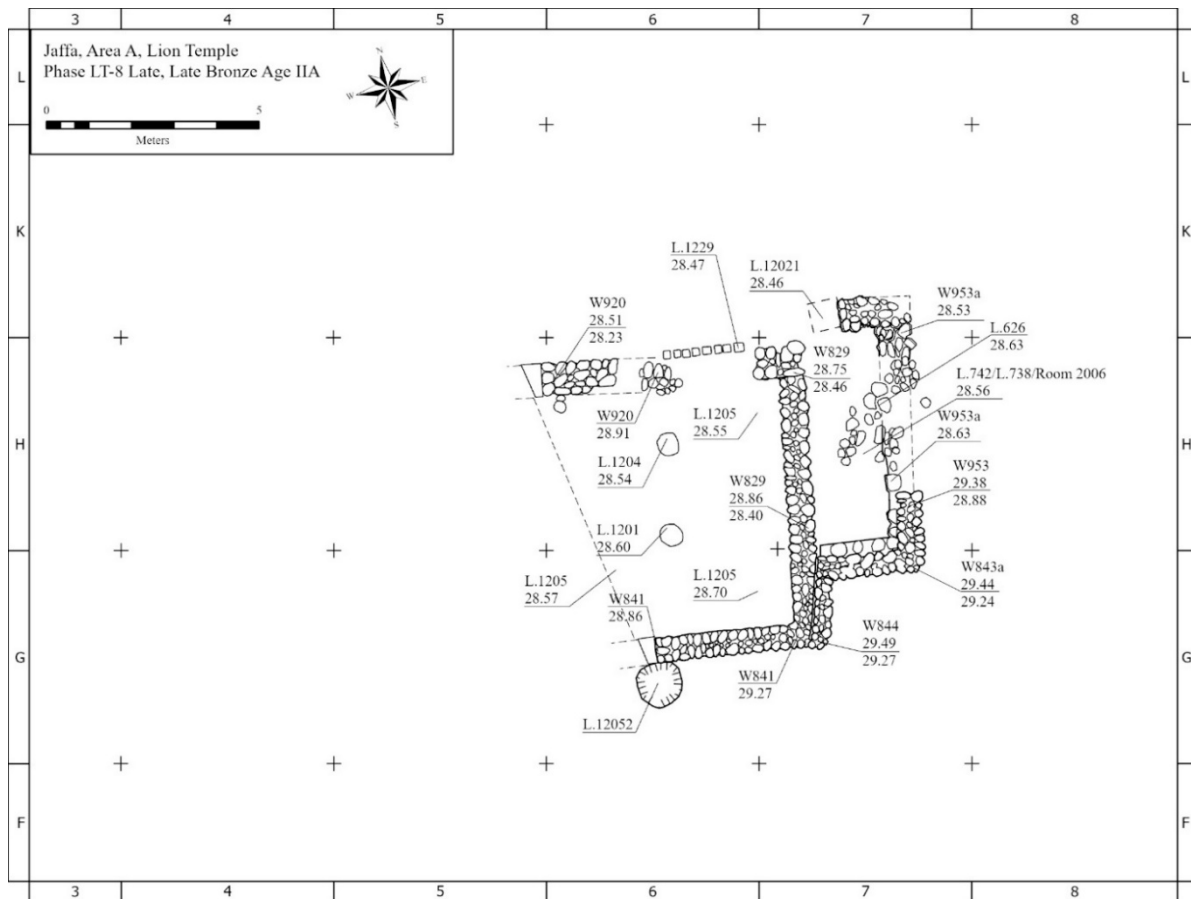 3 4 5 6 7 8
Jaffa, Area A, Lion Temple
Phase LT-8 Late, Late Bronze Age IIA
N
E
W
S
0 5
Meters
L L
K K
L.1229
28.47
L.12021
28.46
W953a
28.53
W920
28.51
28.23
L.626
28.63
W829
28.75
28.46
L.742/L.738/Room 2006
28.56
W920
28.91
L.1205
28.55
W953a
28.63
H H
L.1204
28.54
W829
28.86
28.40
W953
29.38
28.88
L.1201
28.60
L.1205
28.57
L.1205
28.70
W843a
29.44
29.24
W841
28.86
W844
29.49
29.27
G G
W841
29.27
L.12052
F F
3 4 5 6 7 8